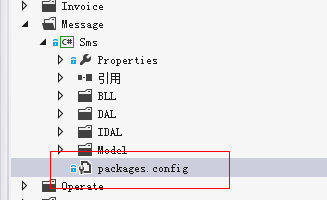 Invoice
Message
C# Sms
Properties
引用
BLL
DAL
IDAL
Model
packages.config
Operate